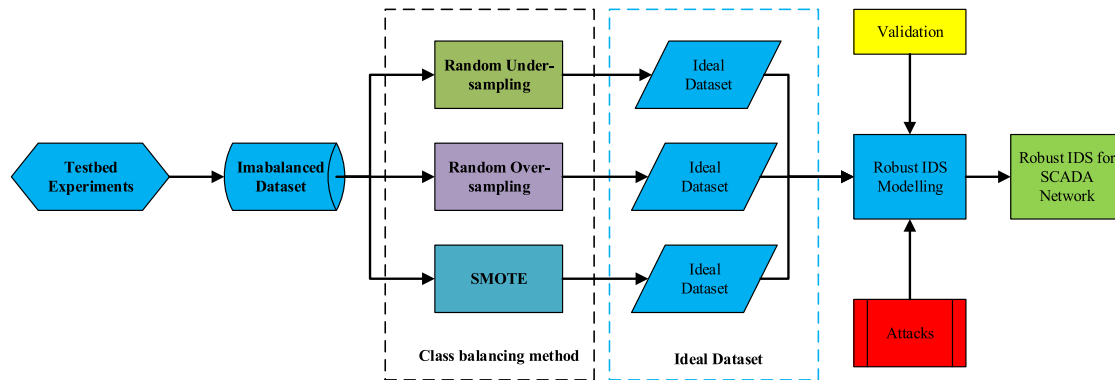 Testbed
Experiments
Imabalanced
Dataset
Random Under-
sampling
Random Over-
sampling
SMOTE
Class balancing method
Ideal
Dataset
Ideal
Dataset
Ideal
Dataset
Ideal Dataset
Validation
Robust IDS
Modelling
Attacks
Robust IDS for
SCADA
Network